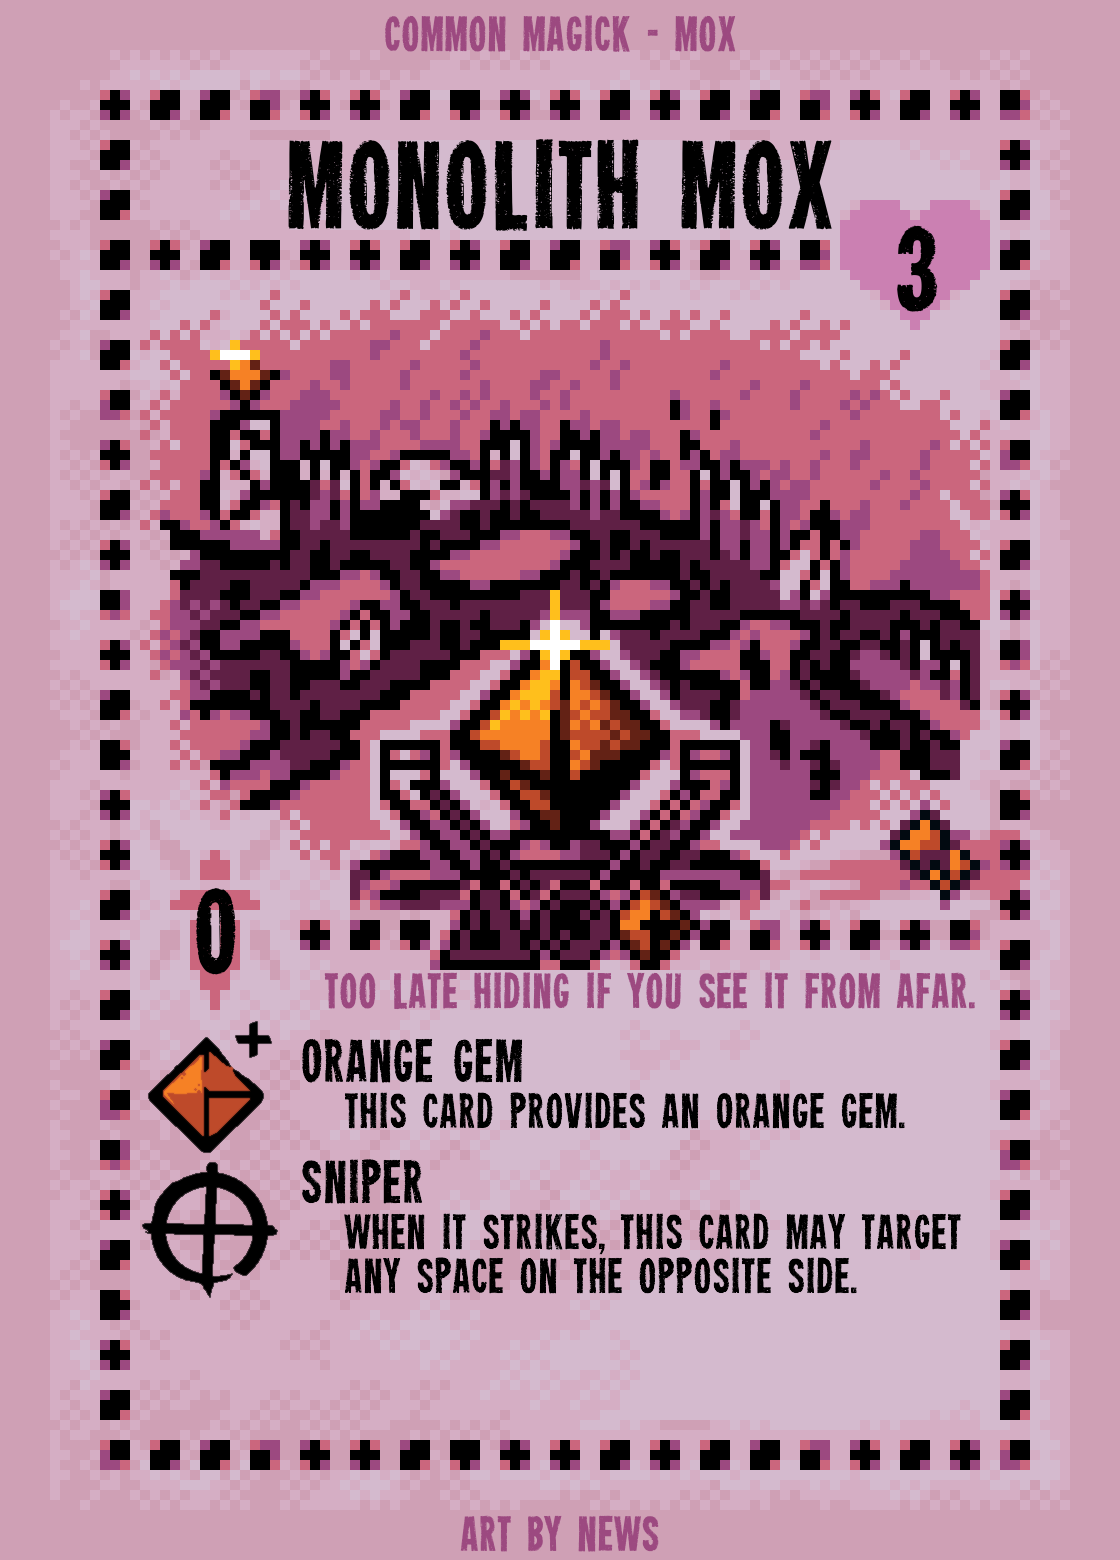 COMMON MAGICK - MOX
MONOLITH MOX
3
0
TOO LATE HIDING IF YOU SEE IT FROM AFAR.
ORANGE GEM
THIS CARD PROVIDES AN ORANGE GEM.
SNIPER
WHEN IT STRIKES, THIS CARD MAY TARGET
ANY SPACE ON THE OPPOSITE SIDE.
ART BY NEWS